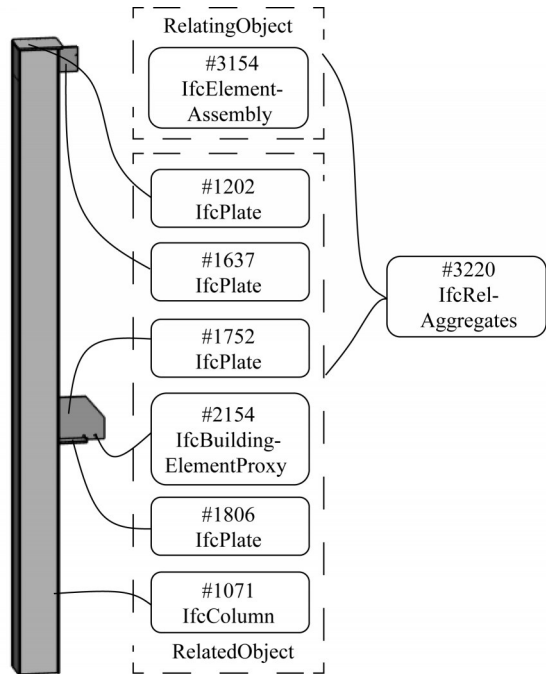 RelatingObject
#3154
IfcElement-
Assembly
#1202
IfcPlate
#1637
IfcPlate
#3220
IfcRel-
Aggregates
#1752
IfcPlate
#2154
IfcBuilding-
ElementProxy
#1806
IfcPlate
#1071
IfcColumn
RelatedObject